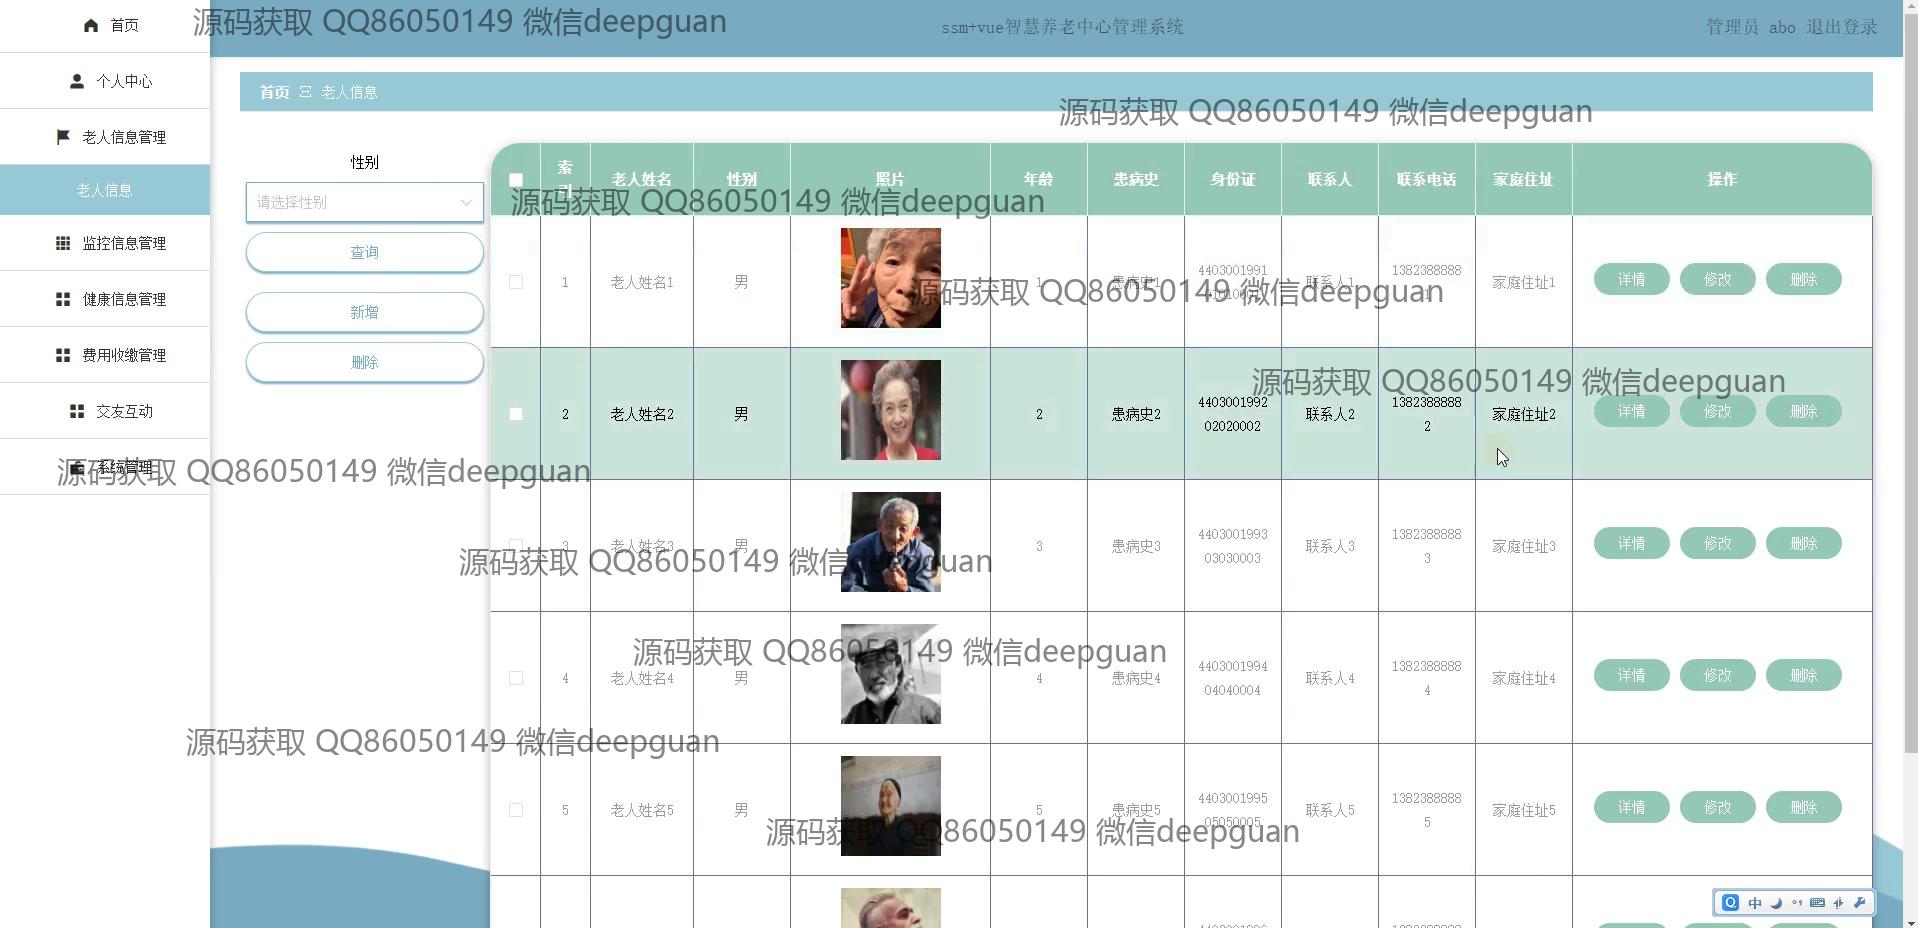 首页
个人中心
老人信息管理
老人信息
监控信息管理
健康信息管理
费用收缴管理
交友互动
系统管理
ssm+vue智慧养老中心管理系统
管理员 abo 退出登录
首页 老人信息
性别
请选择性别
查询
新增
删除
索引 老人姓名 性别 照片 年龄 患病史 身份证 联系人 联系电话 家庭住址 操作
1 老人姓名1 男 1 患病史1 440300199101010001 联系人1 13823888881 家庭住址1 详情 修改 删除
2 老人姓名2 男 2 患病史2 440300199202020002 联系人2 13823888882 家庭住址2 详情 修改 删除
3 老人姓名3 男 3 患病史3 440300199303030003 联系人3 13823888883 家庭住址3 详情 修改 删除
4 老人姓名4 男 4 患病史4 440300199404040004 联系人4 13823888884 家庭住址4 详情 修改 删除
5 老人姓名5 男 5 患病史5 440300199505050005 联系人5 13823888885 家庭住址5 详情 修改 删除
源码获取 QQ86050149 微信deepguan
源码获取 QQ86050149 微信deepguan
源码获取 QQ86050149 微信deepguan
源码获取 QQ86050149 微信deepguan
源码获取 QQ86050149 微信deepguan
源码获取 QQ86050149 微信deepguan
源码获取 QQ86050149 微信deepguan
源码获取 QQ86050149 微信deepguan
源码获取 QQ86050149 微信deepguan
源码获取 QQ86050149 微信deepguan
中